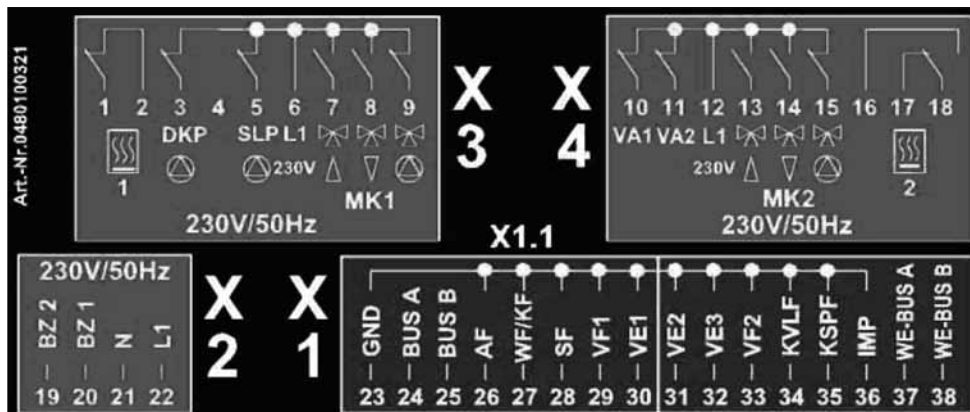 Art.-Nr.0480100321
1 2 3 4 5 6 7 8 9
DKP SLP L1
230V
1
MK1
230V/50Hz
X
3
X
4
10 11 12 13 14 15 16 17 18
VA1 VA2 L1
230V
2
MK2
230V/50Hz
X1.1
230V/50Hz
BZ 2
BZ 1
N
L1
19 20 21 22
X
2
X
1
GND
BUS A
BUS B
AF
WF/KF
SF
VF1
VE1
VE2
VE3
VF2
KVLF
KSPF
IMP
WE-BUS A
WE-BUS B
23 24 25 26 27 28 29 30 31 32 33 34 35 36 37 38